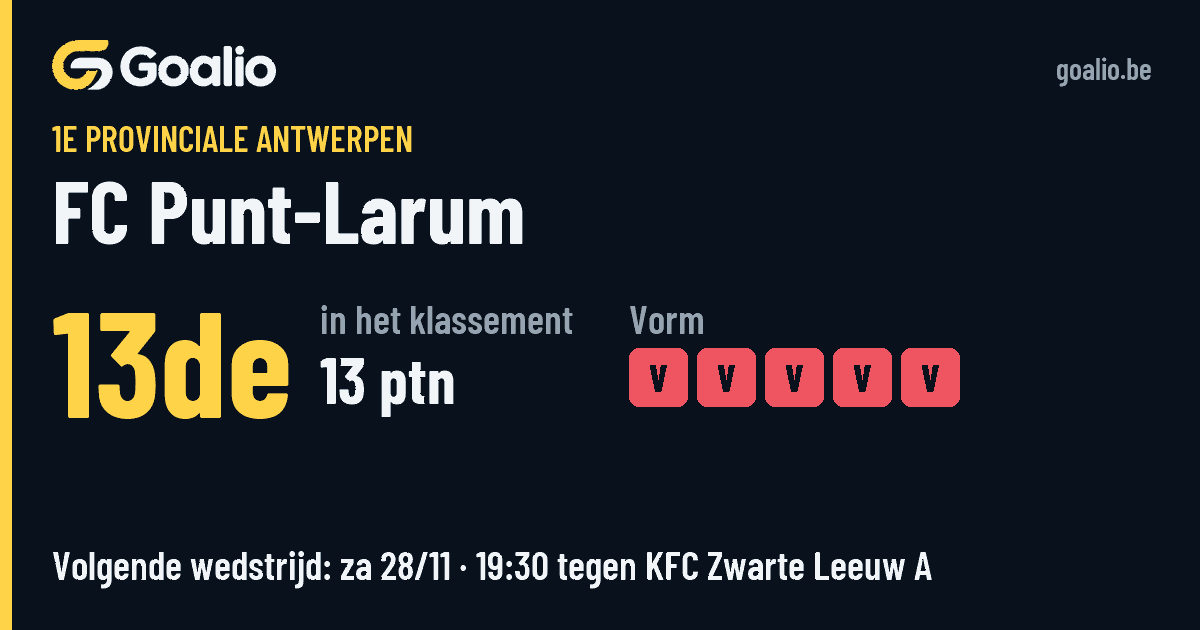 Goalio
goalio.be
1E PROVINCIALE ANTWERPEN
FC Punt-Larum
13de
in het klassement
13 ptn
Vorm
V V V V V
Volgende wedstrijd: za 28/11 · 19:30 tegen KFC Zwarte Leeuw A